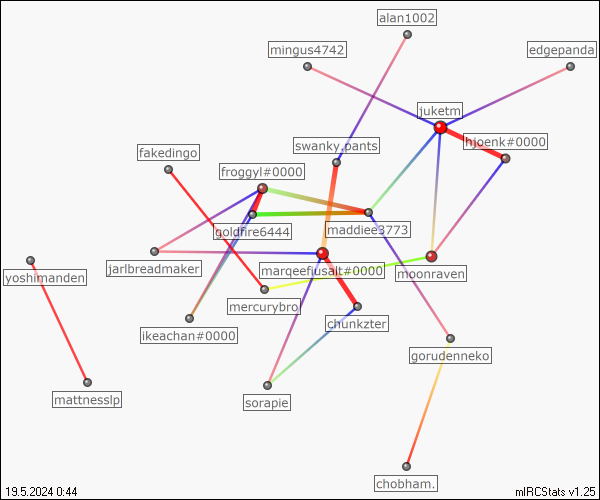 alan1002
mingus4742
edgepanda
juketm
swanky.pants
hjoenk#0000
fakedingo
froggyl#0000
goldfire6444
maddiee3773
yoshimanden
jarlbreadmaker
marqeefiusalt#0000
moonraven
mercurybro
ikeachan#0000
chunkzter
gorudenneko
mattnesslp
sorapie
chobham.
19.5.2024 0:44
mIRCStats v1.25